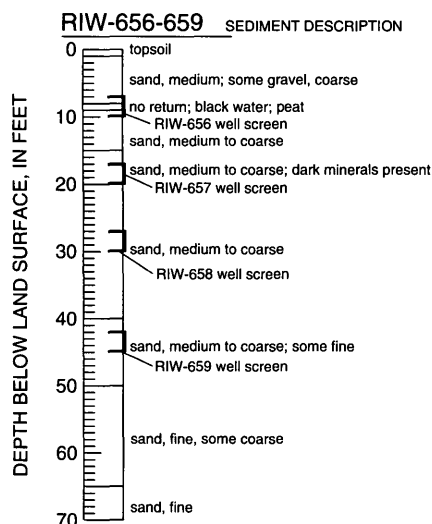 RIW-656-659 SEDIMENT DESCRIPTION
0 topsoil
sand, medium; some gravel, coarse
no return; black water; peat
10
RIW-656 well screen
sand, medium to coarse
sand, medium to coarse; dark minerals present
20
RIW-657 well screen
30 sand, medium to coarse
RIW-658 well screen
40
sand, medium to coarse; some fine
RIW-659 well screen
50
sand, fine, some coarse
60
sand, fine
70
DEPTH BELOW LAND SURFACE, IN FEET